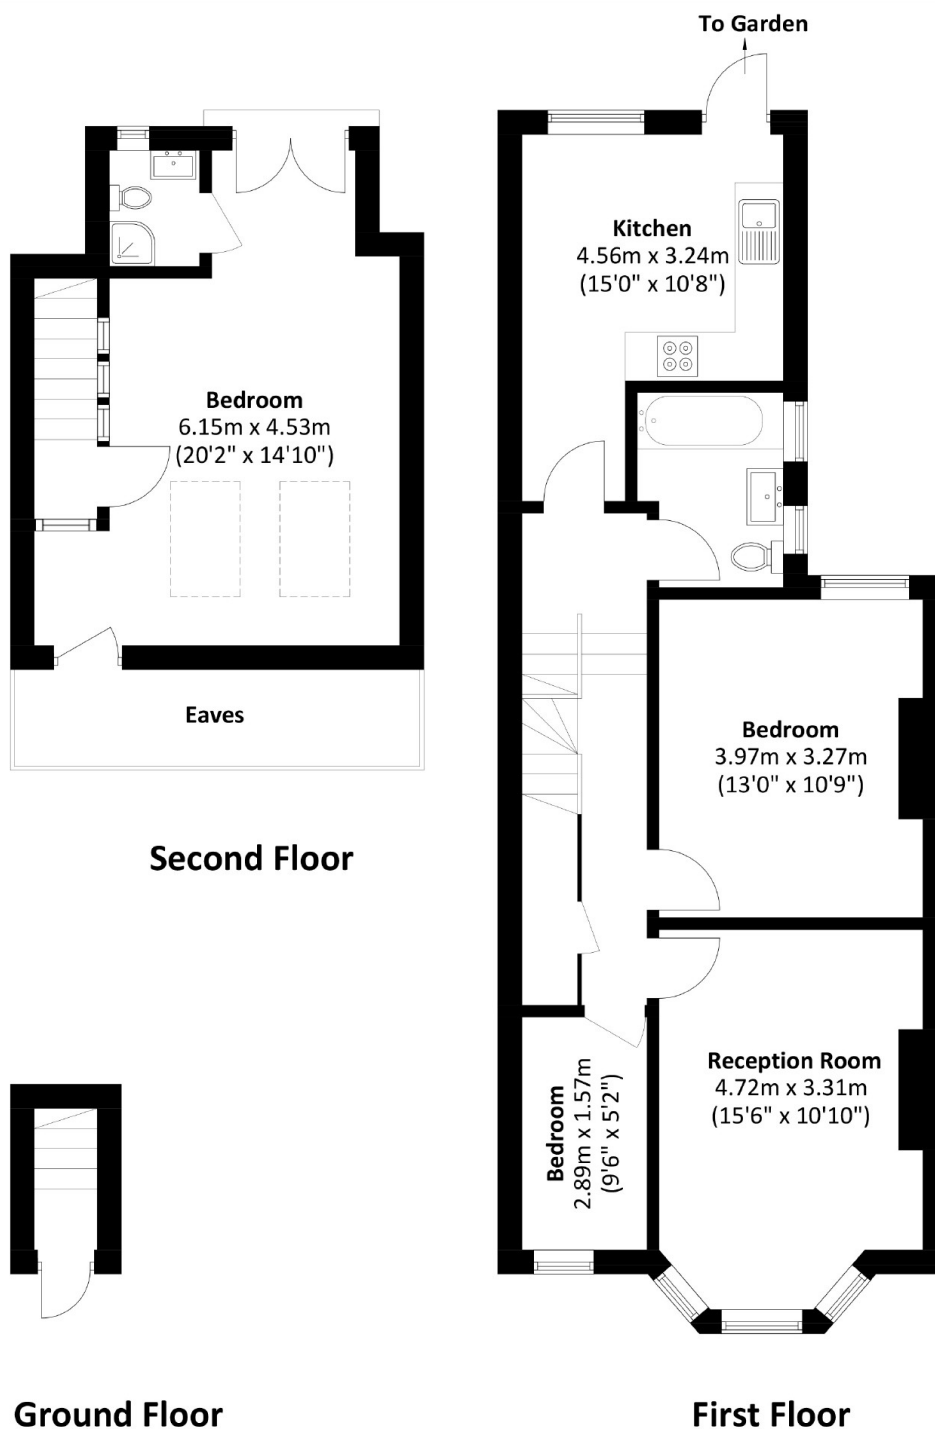 To Garden
Kitchen
4.56m x 3.24m
(15'0" x 10'8")
Bedroom
6.15m x 4.53m
(20'2" x 14'10")
Eaves
Second Floor
Bedroom
3.97m x 3.27m
(13'0" x 10'9")
Reception Room
4.72m x 3.31m
(15'6" x 10'10")
Bedroom
2.89m x 1.57m
(9'6" x 5'2")
Ground Floor
First Floor